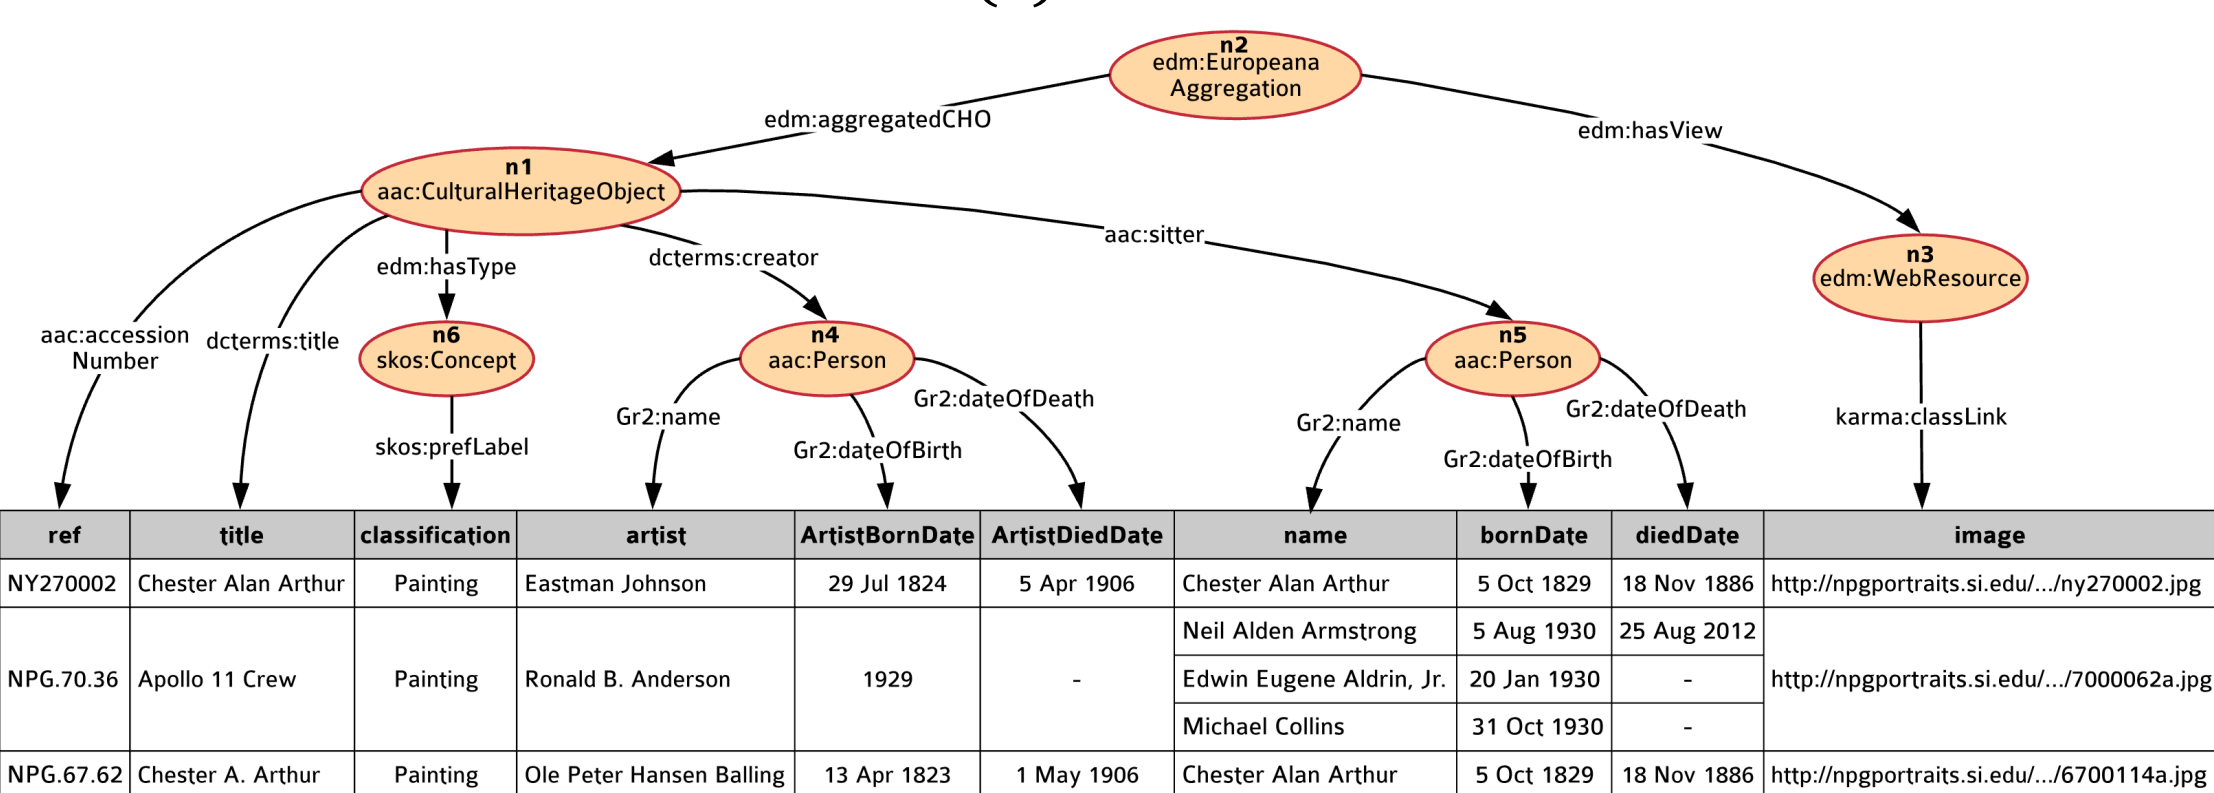 n2
edm:Europeana
Aggregation
edm:aggregatedCHO
edm:hasView
n1
aac:CulturalHeritageObject
aac:sitter
n3
edm:WebResource
edm:hasType
dcterms:creator
aac:accession
Number
dcterms:title
n6
skos:Concept
n4
aac:Person
n5
aac:Person
Gr2:name
Gr2:dateOfDeath
Gr2:name
Gr2:dateOfDeath
karma:classLink
skos:prefLabel
Gr2:dateOfBirth
Gr2:dateOfBirth
ref title classification artist ArtistBornDate ArtistDiedDate name bornDate diedDate image
NY270002 Chester Alan Arthur Painting Eastman Johnson 29 Jul 1824 5 Apr 1906 Chester Alan Arthur 5 Oct 1829 18 Nov 1886 http://npgportraits.si.edu/.../ny270002.jpg
Neil Alden Armstrong 5 Aug 1930 25 Aug 2012
NPG.70.36 Apollo 11 Crew Painting Ronald B. Anderson 1929 - Edwin Eugene Aldrin, Jr. 20 Jan 1930 - http://npgportraits.si.edu/.../7000062a.jpg
Michael Collins 31 Oct 1930 -
NPG.67.62 Chester A. Arthur Painting Ole Peter Hansen Balling 13 Apr 1823 1 May 1906 Chester Alan Arthur 5 Oct 1829 18 Nov 1886 http://npgportraits.si.edu/.../6700114a.jpg